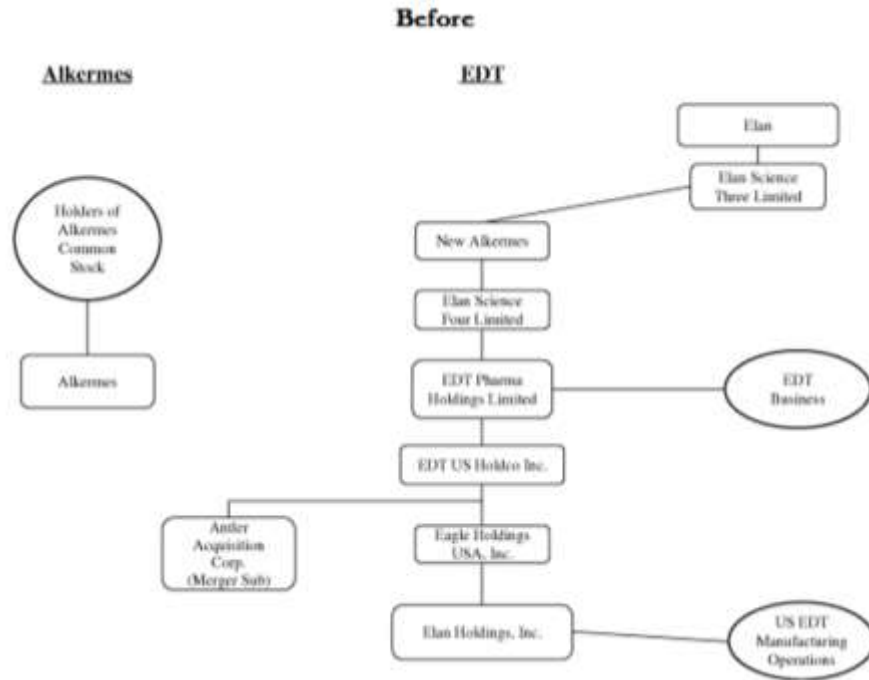 Before
Alkermes
EDT
Elan
Elan Science
Three Limited
Holders of
Alkermes
Common
Stock
New Alkermes
Elan Science
Four Limited
Alkermes
EDT Pharma
Holdings Limited
EDT
Business
EDT US Holdco Inc.
Antler
Acquisition
Corp.
(Merger Sub)
Eagle Holdings
USA, Inc.
Elan Holdings, Inc.
US EDT
Manufacturing
Operations